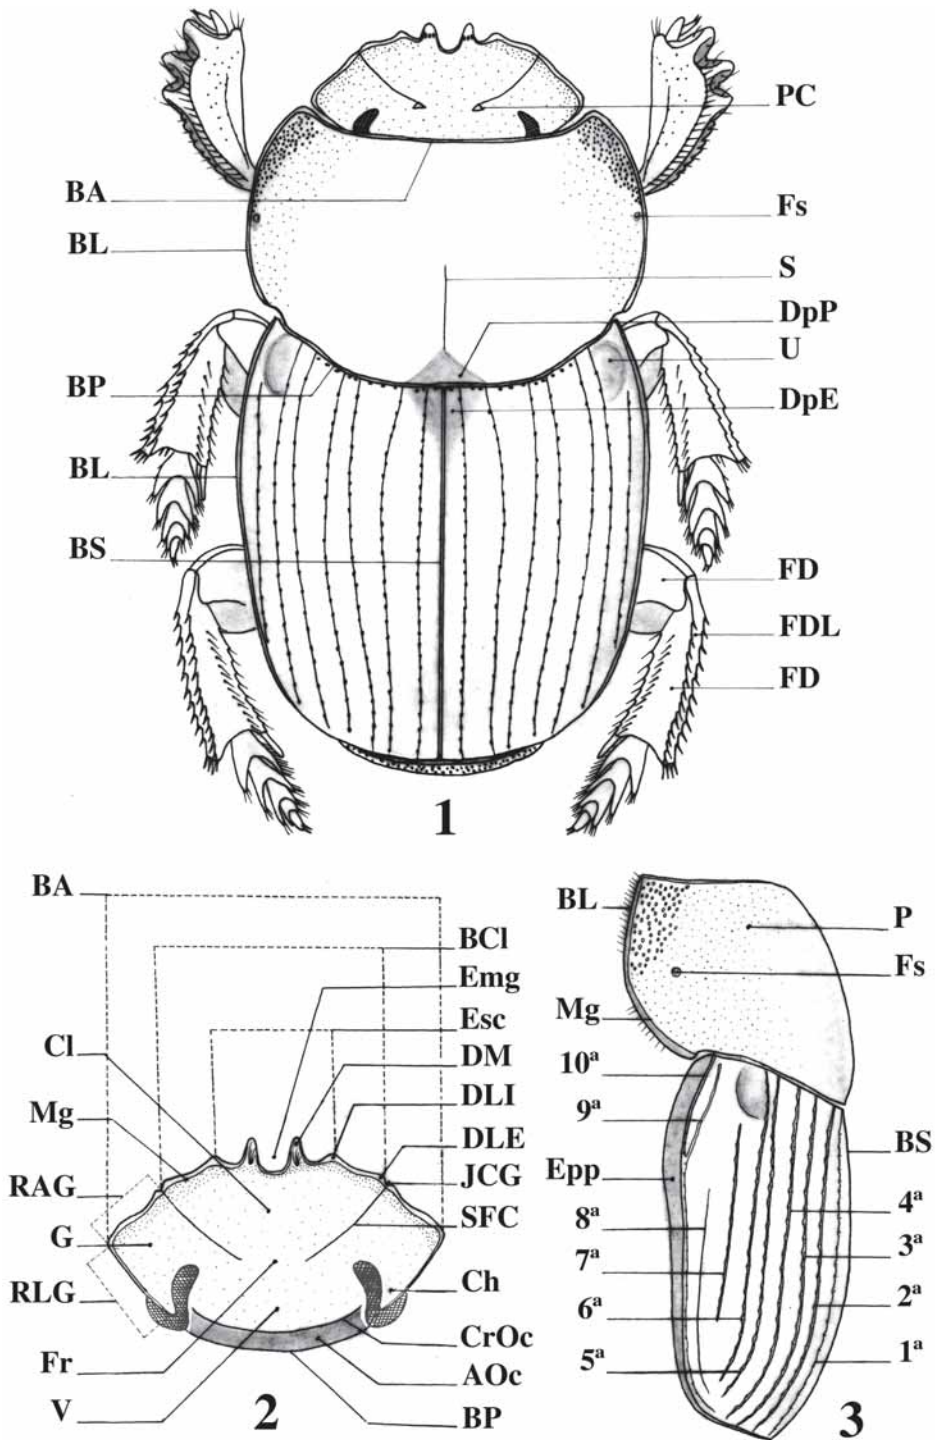 PC
BA
Fs
BL
S
DpP
U
BP
DpE
BL
BS
FD
FDL
FD
1
BA
BCl
Emg
Esc
Cl
DM
Mg
DLI
DLE
RAG
JCG
G
SFC
RLG
Ch
Fr
CrOc
V
AOc
BP
2
BL
P
Fs
Mg
10ª
9ª
BS
Epp
4ª
8ª
3ª
7ª
2ª
6ª
1ª
5ª
3